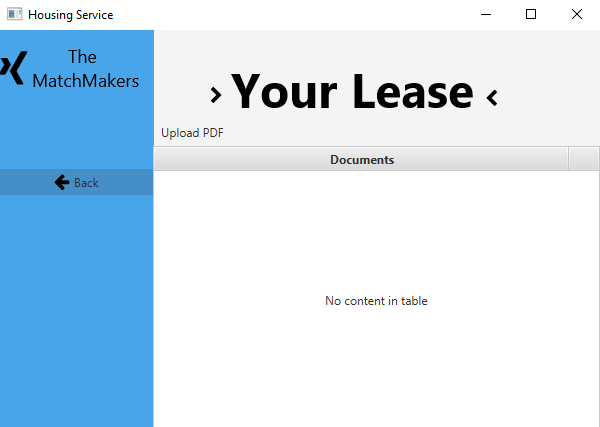 Housing Service
The
MatchMakers
Your Lease
Upload PDF
Documents
Back
No content in table